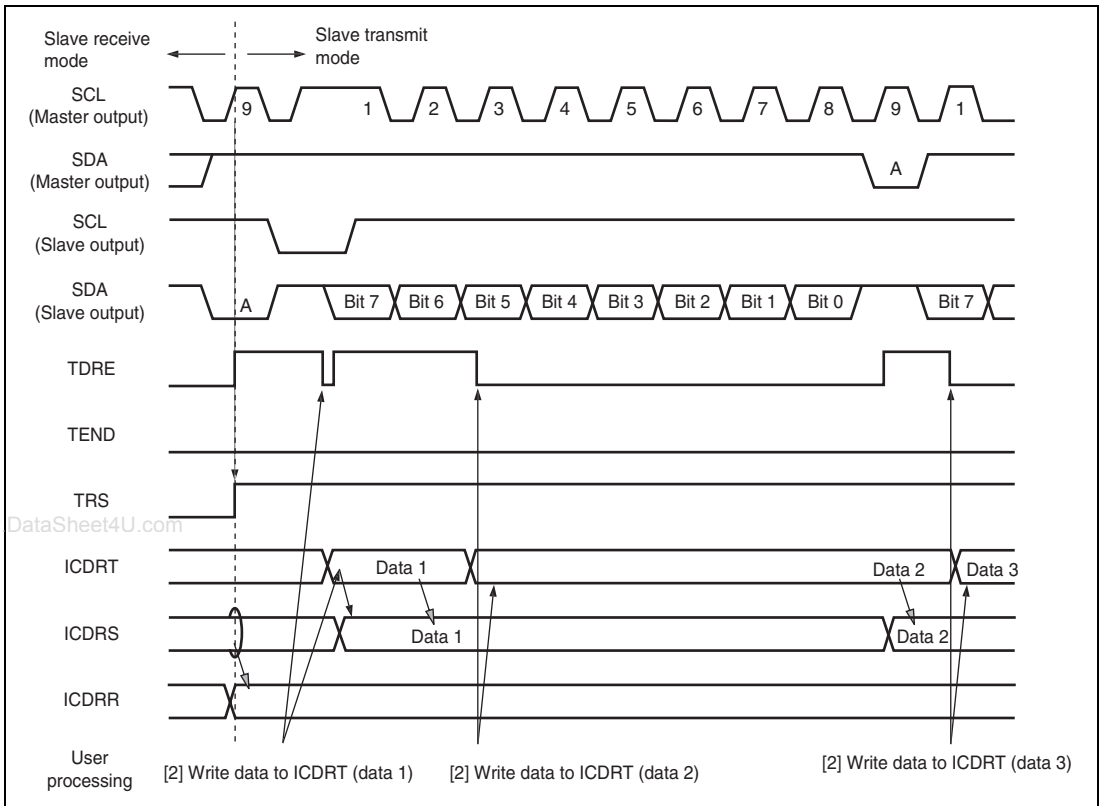 Slave receive
mode
Slave transmit
mode
SCL
(Master output)
9 1 2 3 4 5 6 7 8 9 1
SDA
(Master output)
A
SCL
(Slave output)
SDA
(Slave output)
A Bit 7 Bit 6 Bit 5 Bit 4 Bit 3 Bit 2 Bit 1 Bit 0 Bit 7
TDRE
TEND
TRS
DataSheet4U.com
ICDRT Data 1 Data 2 Data 3
ICDRS Data 1 Data 2
ICDRR
User
processing
[2] Write data to ICDRT (data 1) [2] Write data to ICDRT (data 2) [2] Write data to ICDRT (data 3)